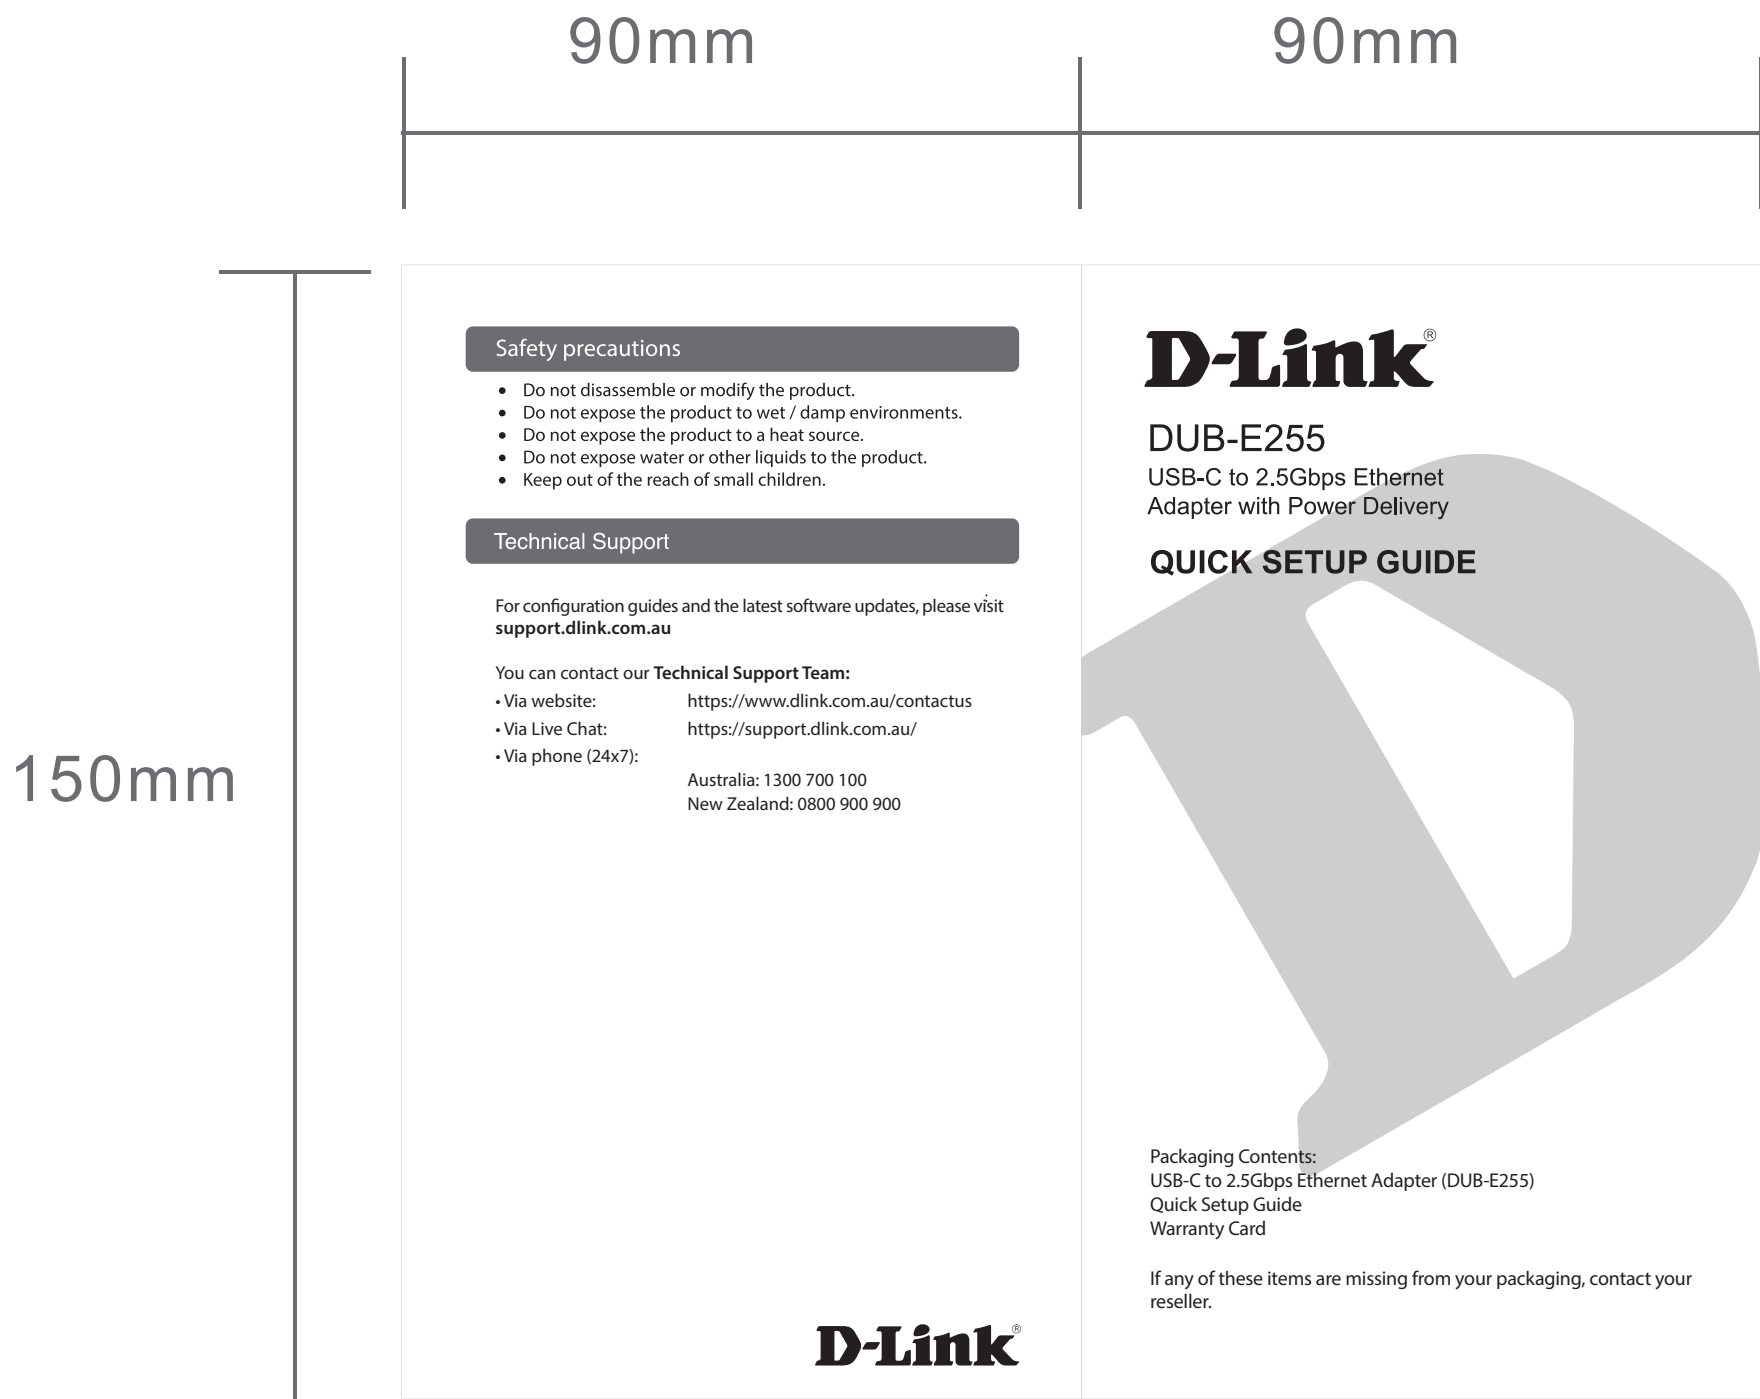 90mm
90mm
150mm
Safety precautions
• Do not disassemble or modify the product.
• Do not expose the product to wet / damp environments.
• Do not expose the product to a heat source.
• Do not expose water or other liquids to the product.
• Keep out of the reach of small children.
Technical Support
For configuration guides and the latest software updates, please visit
support.dlink.com.au
You can contact our Technical Support Team:
• Via website: https://www.dlink.com.au/contactus
• Via Live Chat: https://support.dlink.com.au/
• Via phone (24x7):
Australia: 1300 700 100
New Zealand: 0800 900 900
D-Link®
D-Link®
DUB-E255
USB-C to 2.5Gbps Ethernet
Adapter with Power Delivery
QUICK SETUP GUIDE
Packaging Contents:
USB-C to 2.5Gbps Ethernet Adapter (DUB-E255)
Quick Setup Guide
Warranty Card
If any of these items are missing from your packaging, contact your
reseller.